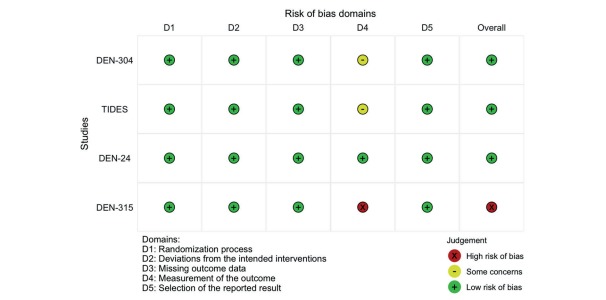 Risk of bias domains
D1 D2 D3 D4 D5 Overall
Studies
DEN-304 + + + - + +
TIDES + + + - + +
DEN-24 + + + + + +
DEN-315 + + + X + X
Domains:
D1: Randomization process
D2: Deviations from the intended interventions
D3: Missing outcome data
D4: Measurement of the outcome
D5: Selection of the reported result
Judgement
X High risk of bias
- Some concerns
+ Low risk of bias